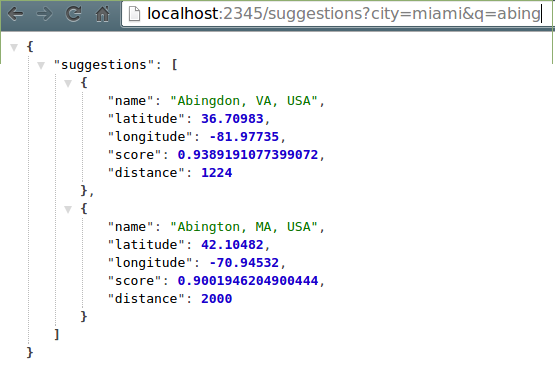 localhost:2345/suggestions?city=miami&q=abing
{
"suggestions": [
{
"name": "Abingdon, VA, USA",
"latitude": 36.70983,
"longitude": -81.97735,
"score": 0.9389191077399072,
"distance": 1224
},
{
"name": "Abington, MA, USA",
"latitude": 42.10482,
"longitude": -70.94532,
"score": 0.9001946204900444,
"distance": 2000
}
]
}